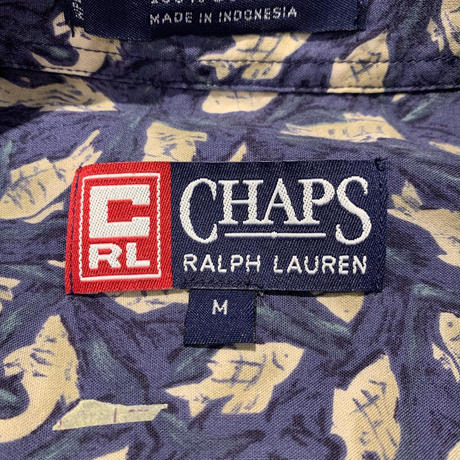 MADE IN INDONESIA
C
RL
CHAPS
RALPH LAUREN
M